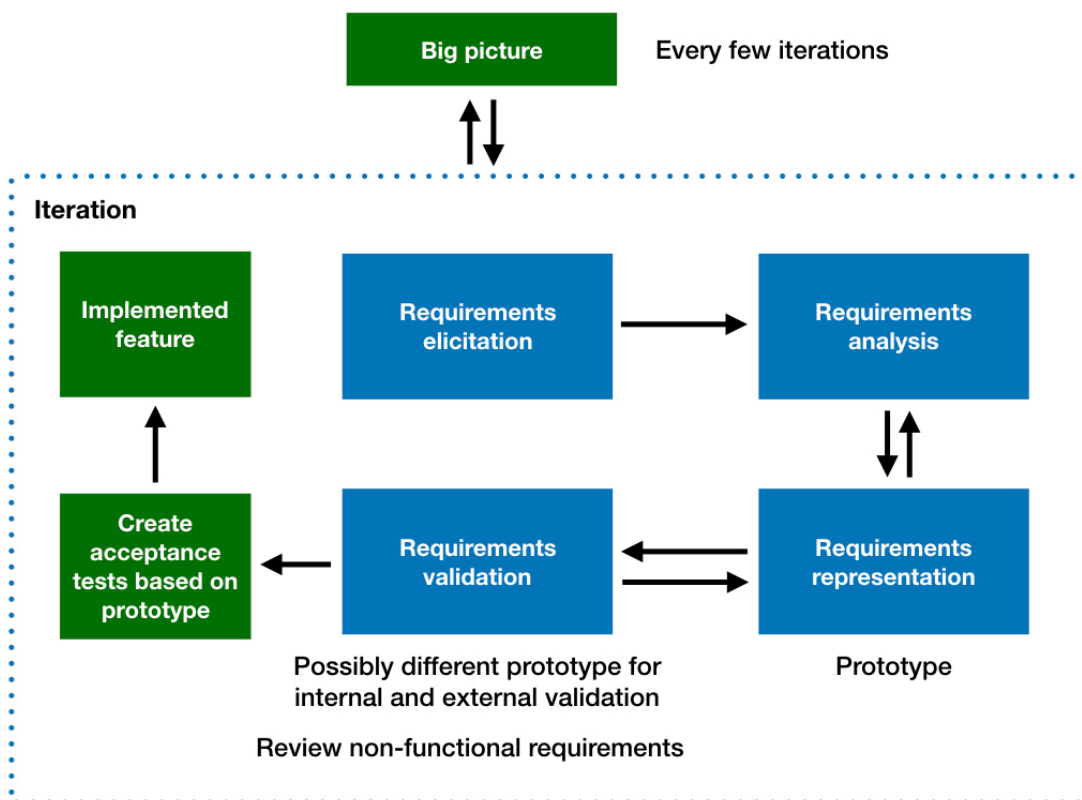 Big picture
Every few iterations
Iteration
Implemented
feature
Requirements
elicitation
Requirements
analysis
Create
acceptance
tests based on
prototype
Requirements
validation
Requirements
representation
Possibly different prototype for
internal and external validation
Prototype
Review non-functional requirements